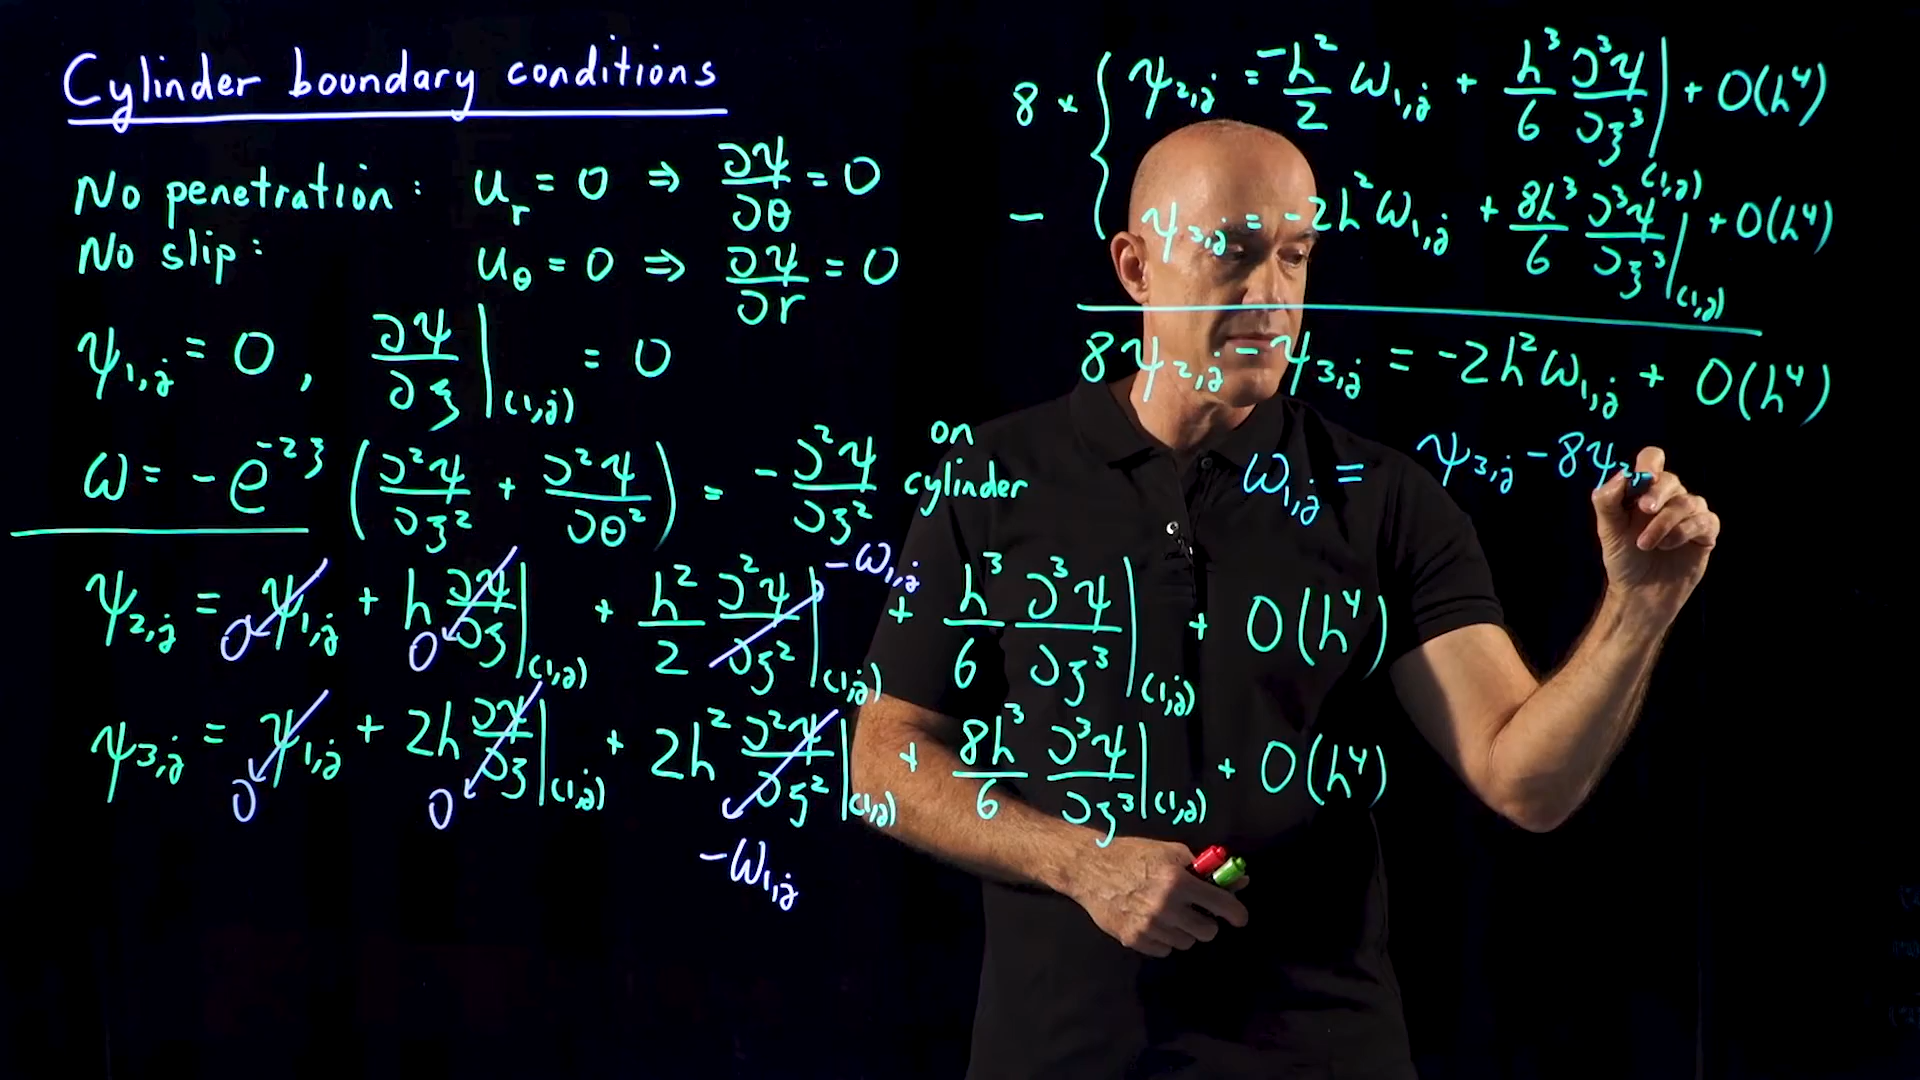 Cylinder boundary conditions
No penetration: u_r = 0 ⇒ ∂ψ/∂θ = 0
No slip: u_θ = 0 ⇒ ∂ψ/∂r = 0
ψ_{1,j} = 0, ∂ψ/∂ξ|_{(1,j)} = 0
ω = -e^{-2ξ} (∂²ψ/∂ξ² + ∂²ψ/∂θ²) = -∂²ψ/∂ξ² on cylinder
ψ_{2,j} = ψ_{1,j} + h ∂ψ/∂ξ|_{(1,j)} + h²/2 ∂²ψ/∂ξ²|_{(1,j)} + h³/6 ∂³ψ/∂ξ³|_{(1,j)} + O(h⁴)
0 0 -ω_{1,j}
ψ_{3,j} = ψ_{1,j} + 2h ∂ψ/∂ξ|_{(1,j)} + 2h² ∂²ψ/∂ξ²|_{(1,j)} + 8h³/6 ∂³ψ/∂ξ³|_{(1,j)} + O(h⁴)
0 0 -ω_{1,j}
8 × { ψ_{2,j} = -h²/2 ω_{1,j} + h³/6 ∂³ψ/∂ξ³|_{(1,j)} + O(h⁴)
- { ψ_{3,j} = -2h² ω_{1,j} + 8h³/6 ∂³ψ/∂ξ³|_{(1,j)} + O(h⁴)
8ψ_{2,j} - ψ_{3,j} = -2h² ω_{1,j} + O(h⁴)
ω_{1,j} = ψ_{3,j} - 8ψ_{2,